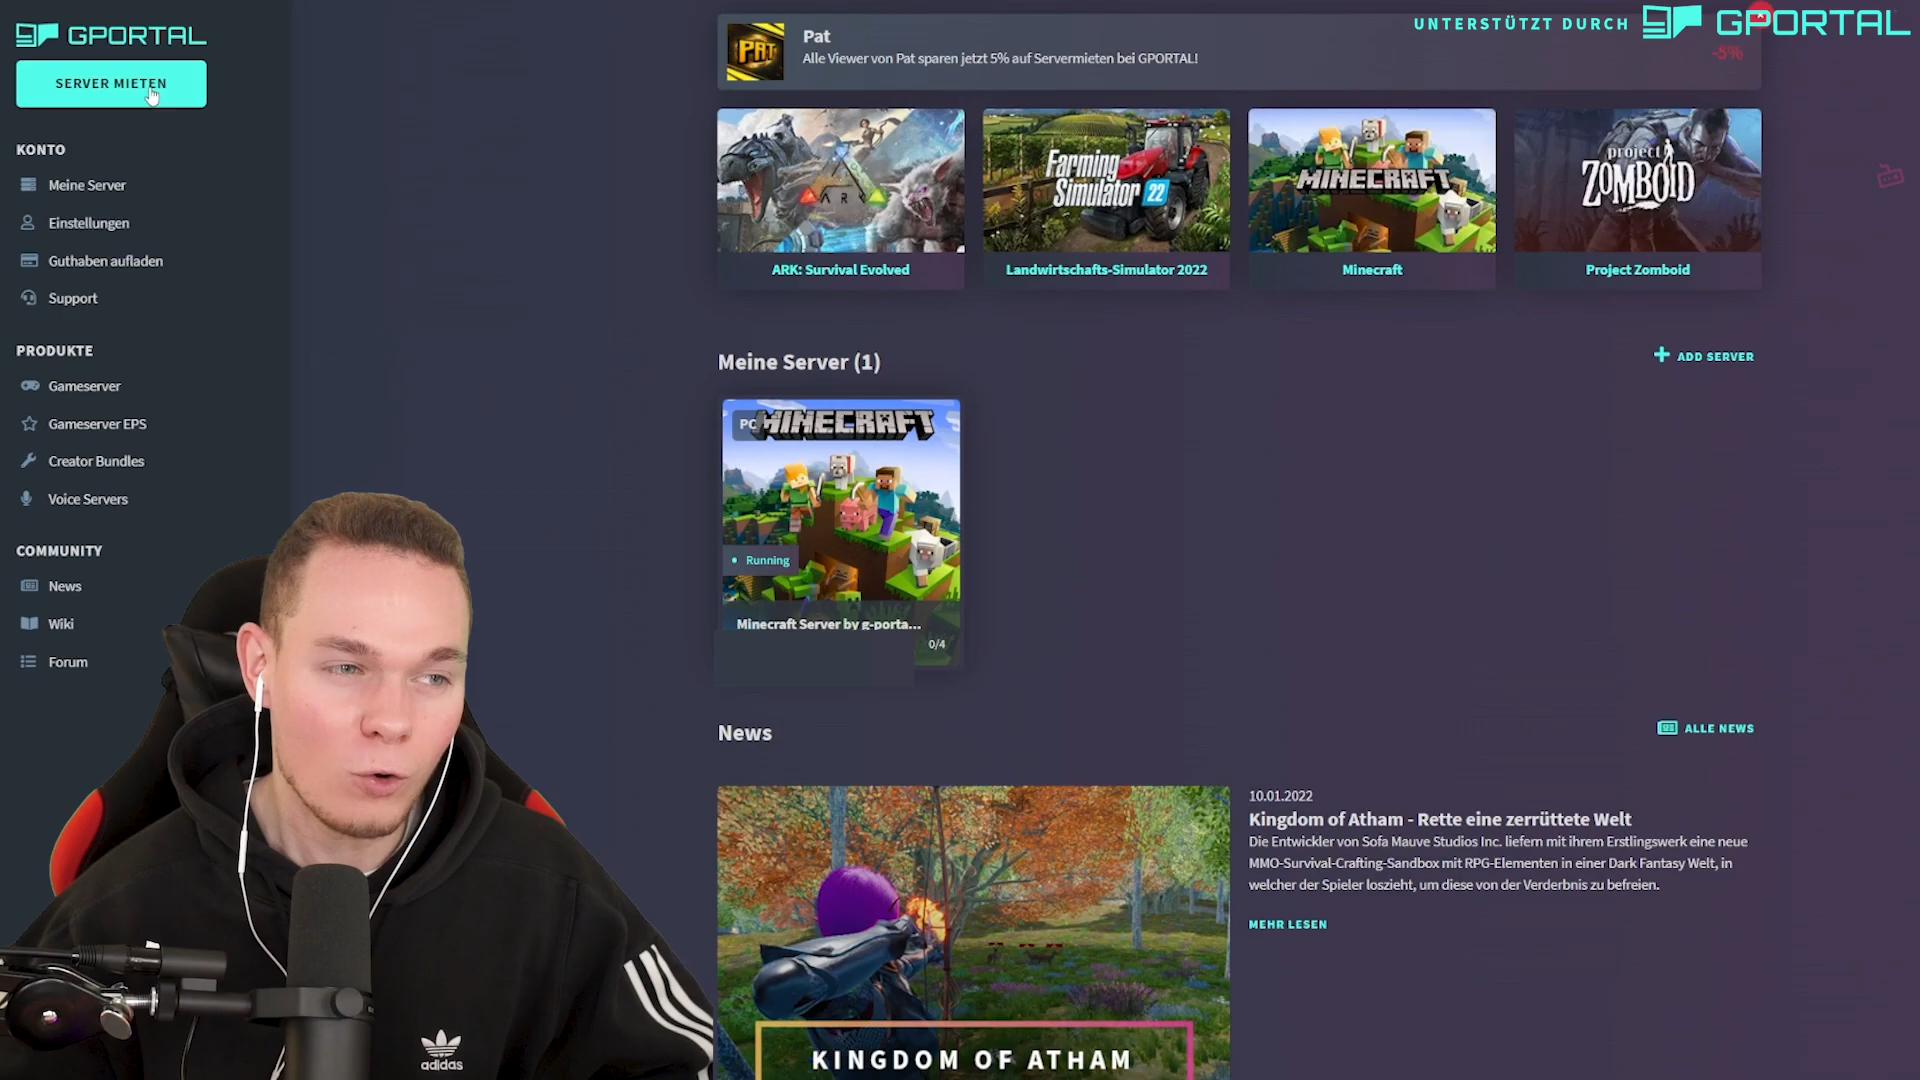 GPORTAL
SERVER MIETEN
KONTO
Meine Server
Einstellungen
Guthaben aufladen
Support
PRODUKTE
Gameserver
Gameserver EPS
Creator Bundles
Voice Servers
COMMUNITY
News
Wiki
Forum
UNTERSTÜTZT DURCH GPORTAL
PAT
Pat
Alle Viewer von Pat sparen jetzt 5% auf Servermieten bei GPORTAL!
-5%
ARK
Farming
Simulator 22
MINECRAFT
project
ZOMBOID
ARK: Survival Evolved
Landwirtschafts-Simulator 2022
Minecraft
Project Zomboid
Meine Server (1)
ADD SERVER
PC
MINECRAFT
Running
Minecraft Server by g-porta...
0/4
News
ALLE NEWS
10.01.2022
Kingdom of Atham - Rette eine zerrüttete Welt
Die Entwickler von Sofa Mauve Studios Inc. liefern mit ihrem Erstlingswerk eine neue
MMO-Survival-Crafting-Sandbox mit RPG-Elementen in einer Dark Fantasy Welt, in
welcher der Spieler loszieht, um diese von der Verderbnis zu befreien.
MEHR LESEN
KINGDOM OF ATHAM
adidas